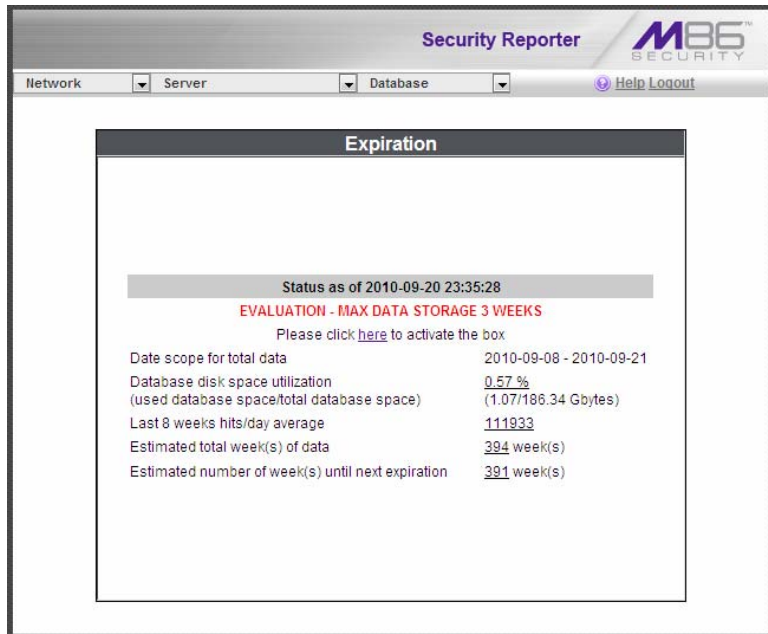 Security Reporter
M86
SECURITY
Network
Server
Database
Help Logout
Expiration
Status as of 2010-09-20 23:35:28
EVALUATION - MAX DATA STORAGE 3 WEEKS
Please click here to activate the box
Date scope for total data 2010-09-08 - 2010-09-21
Database disk space utilization 0.57 %
(used database space/total database space) (1.07/186.34 Gbytes)
Last 8 weeks hits/day average 111933
Estimated total week(s) of data 394 week(s)
Estimated number of week(s) until next expiration 391 week(s)